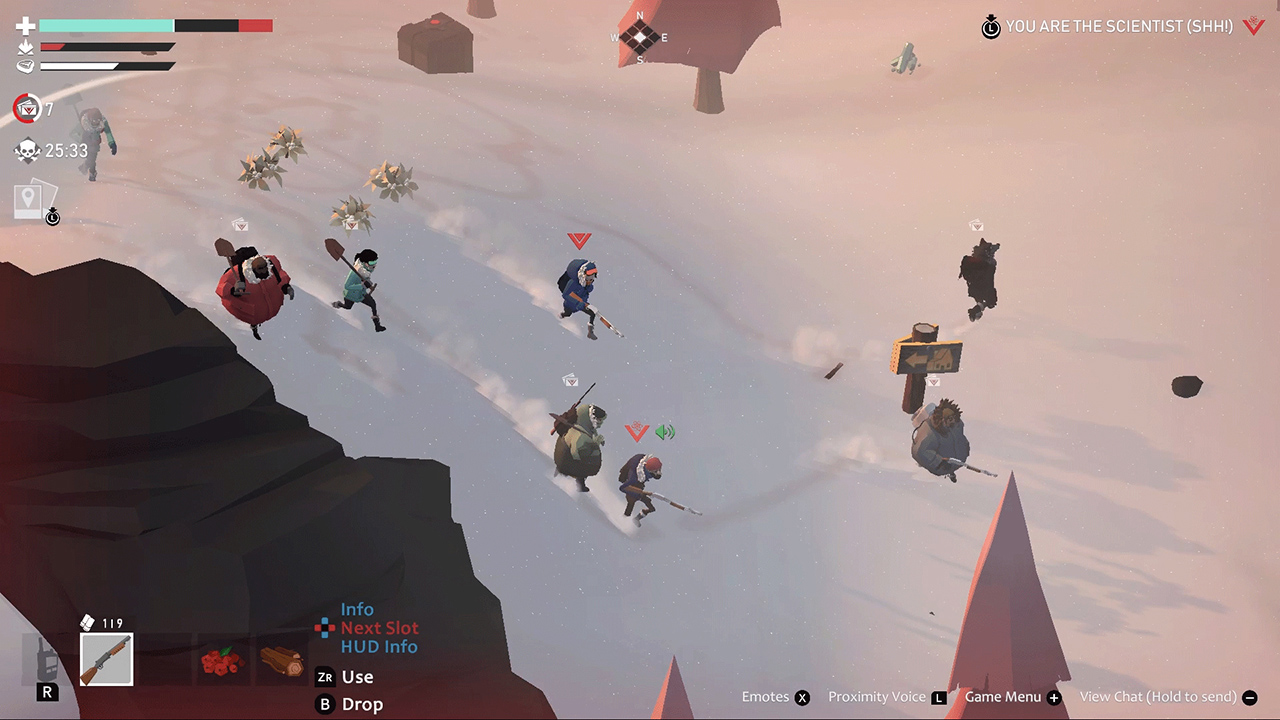 N
W E
S
L YOU ARE THE SCIENTIST (SHH!)
7
25:33
L
119
Info
Next Slot
HUD Info
ZR Use
R
B Drop
Emotes X Proximity Voice L Game Menu + View Chat (Hold to send) −